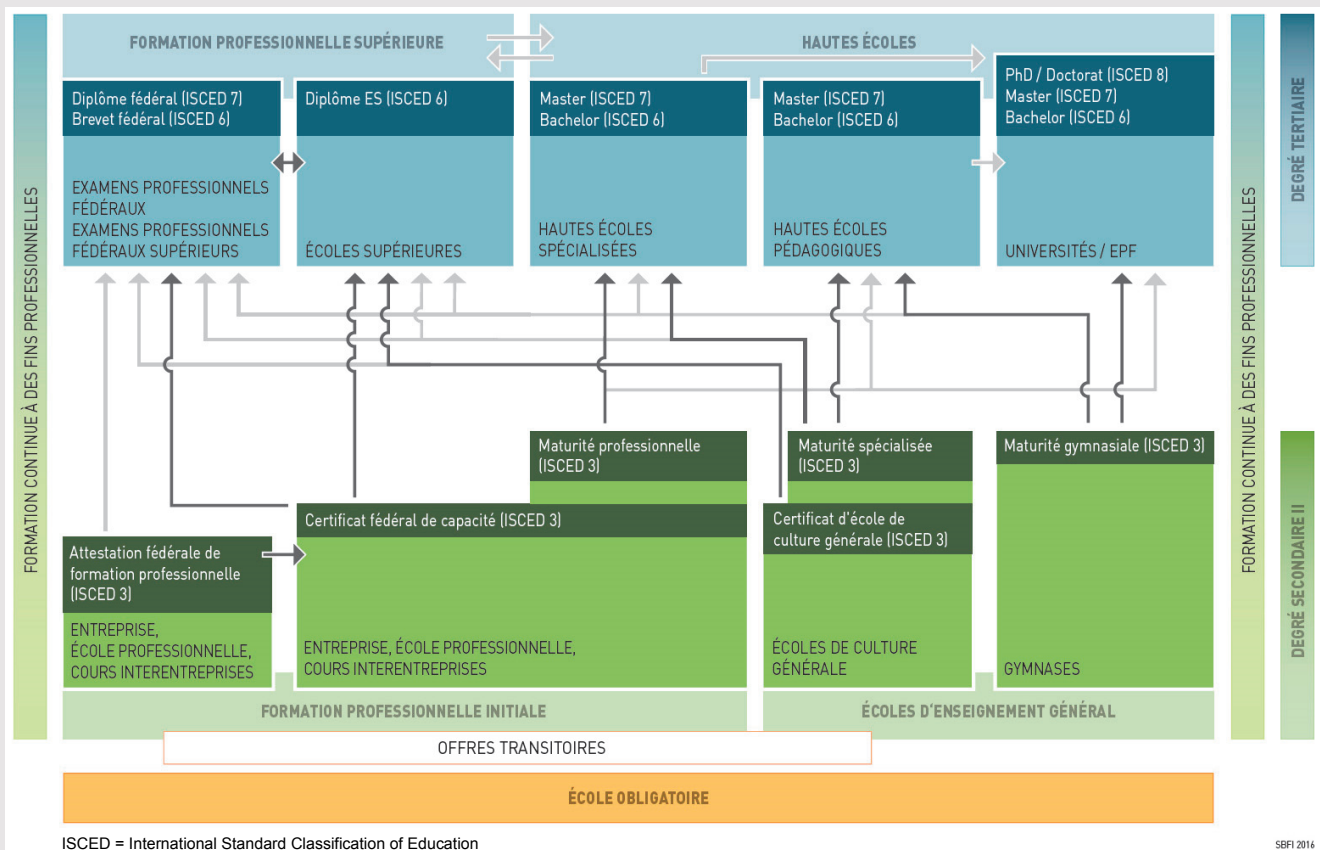 FORMATION CONTINUE À DES FINS PROFESSIONNELLES
FORMATION PROFESSIONNELLE SUPÉRIEURE
HAUTES ÉCOLES
Diplôme fédéral (ISCED 7)
Brevet fédéral (ISCED 6)
EXAMENS PROFESSIONNELS
FÉDÉRAUX
EXAMENS PROFESSIONNELS
FÉDÉRAUX SUPÉRIEURS
Diplôme ES (ISCED 6)
ÉCOLES SUPÉRIEURES
Master (ISCED 7)
Bachelor (ISCED 6)
HAUTES ÉCOLES
SPÉCIALISÉES
Master (ISCED 7)
Bachelor (ISCED 6)
HAUTES ÉCOLES
PÉDAGOGIQUES
PhD / Doctorat (ISCED 8)
Master (ISCED 7)
Bachelor (ISCED 6)
UNIVERSITÉS / EPF
FORMATION CONTINUE À DES FINS PROFESSIONNELLES
DEGRÉ TERTIAIRE
Attestation fédérale de
formation professionnelle
(ISCED 3)
ENTREPRISE,
ÉCOLE PROFESSIONNELLE,
COURS INTERENTREPRISES
Maturité professionnelle
(ISCED 3)
Certificat fédéral de capacité (ISCED 3)
ENTREPRISE, ÉCOLE PROFESSIONNELLE,
COURS INTERENTREPRISES
Maturité spécialisée
(ISCED 3)
Certificat d'école de
culture générale (ISCED 3)
ÉCOLES DE CULTURE
GÉNÉRALE
Maturité gymnasiale (ISCED 3)
GYMNASES
DEGRÉ SECONDAIRE II
FORMATION PROFESSIONNELLE INITIALE
ÉCOLES D'ENSEIGNEMENT GÉNÉRAL
OFFRES TRANSITOIRES
ÉCOLE OBLIGATOIRE
ISCED = International Standard Classification of Education
SBFI 2016